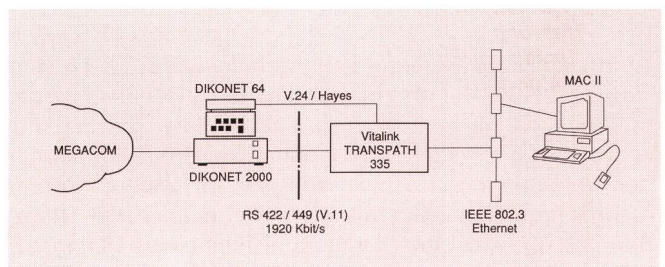 DIKONET 64
V.24 / Hayes
MAC II
MEGACOM
Vitalink
TRANSPATH
335
DIKONET 2000
RS 422 / 449 (V.11)
1920 Kbit/s
IEEE 802.3
Ethernet